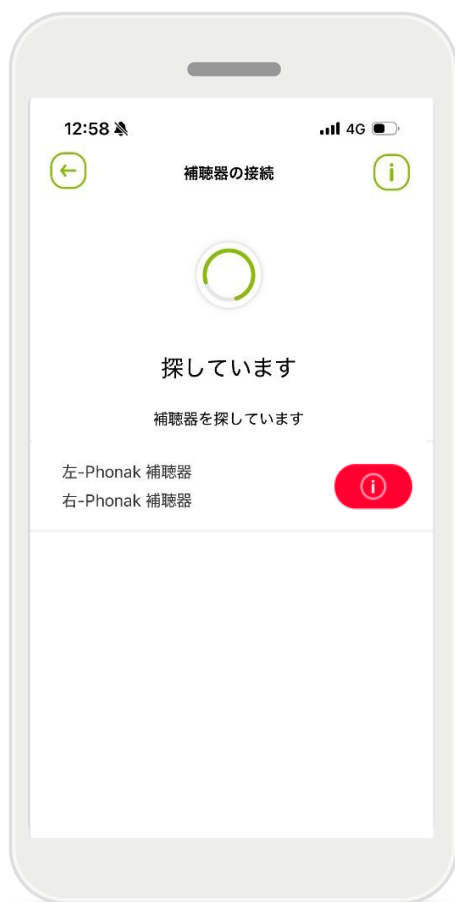 12:58
4G
補聴器の接続
探しています
補聴器を探しています
左-Phonak 補聴器
右-Phonak 補聴器